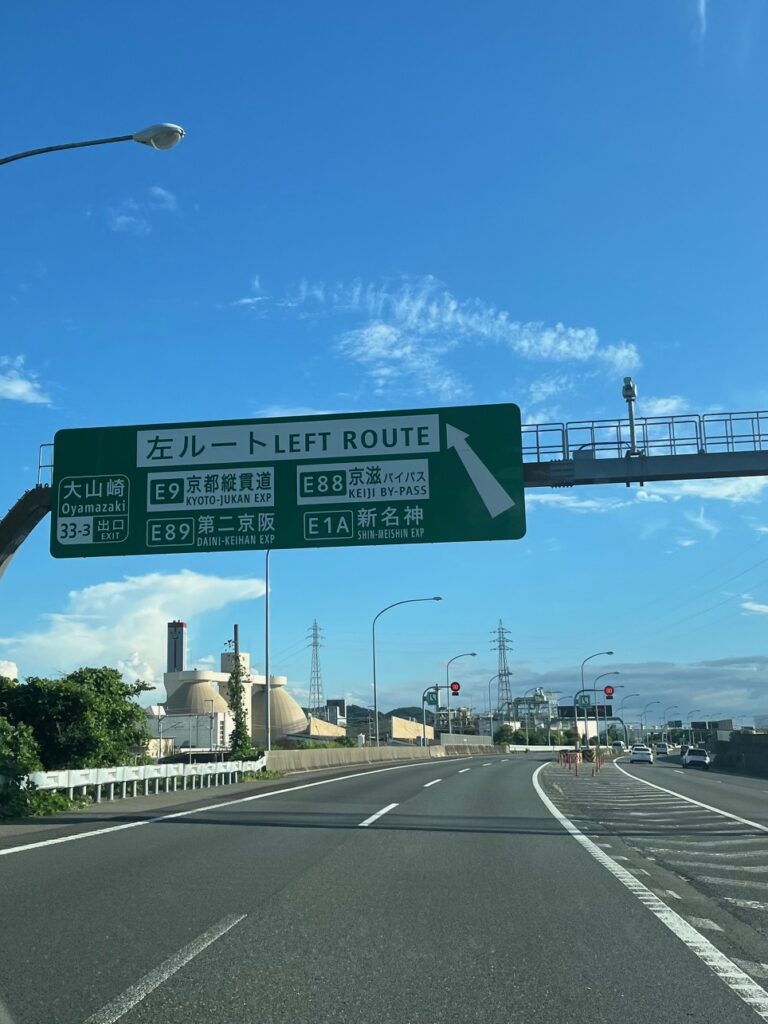 左ルート LEFT ROUTE
大山崎
Oyamazaki
33-3 出口 EXIT
E9 京都縦貫道
KYOTO-JUKAN EXP
E88 京滋バイパス
KEIJI BY-PASS
E89 第二京阪
DAINI-KEIHAN EXP
E1A 新名神
SHIN-MEISHIN EXP